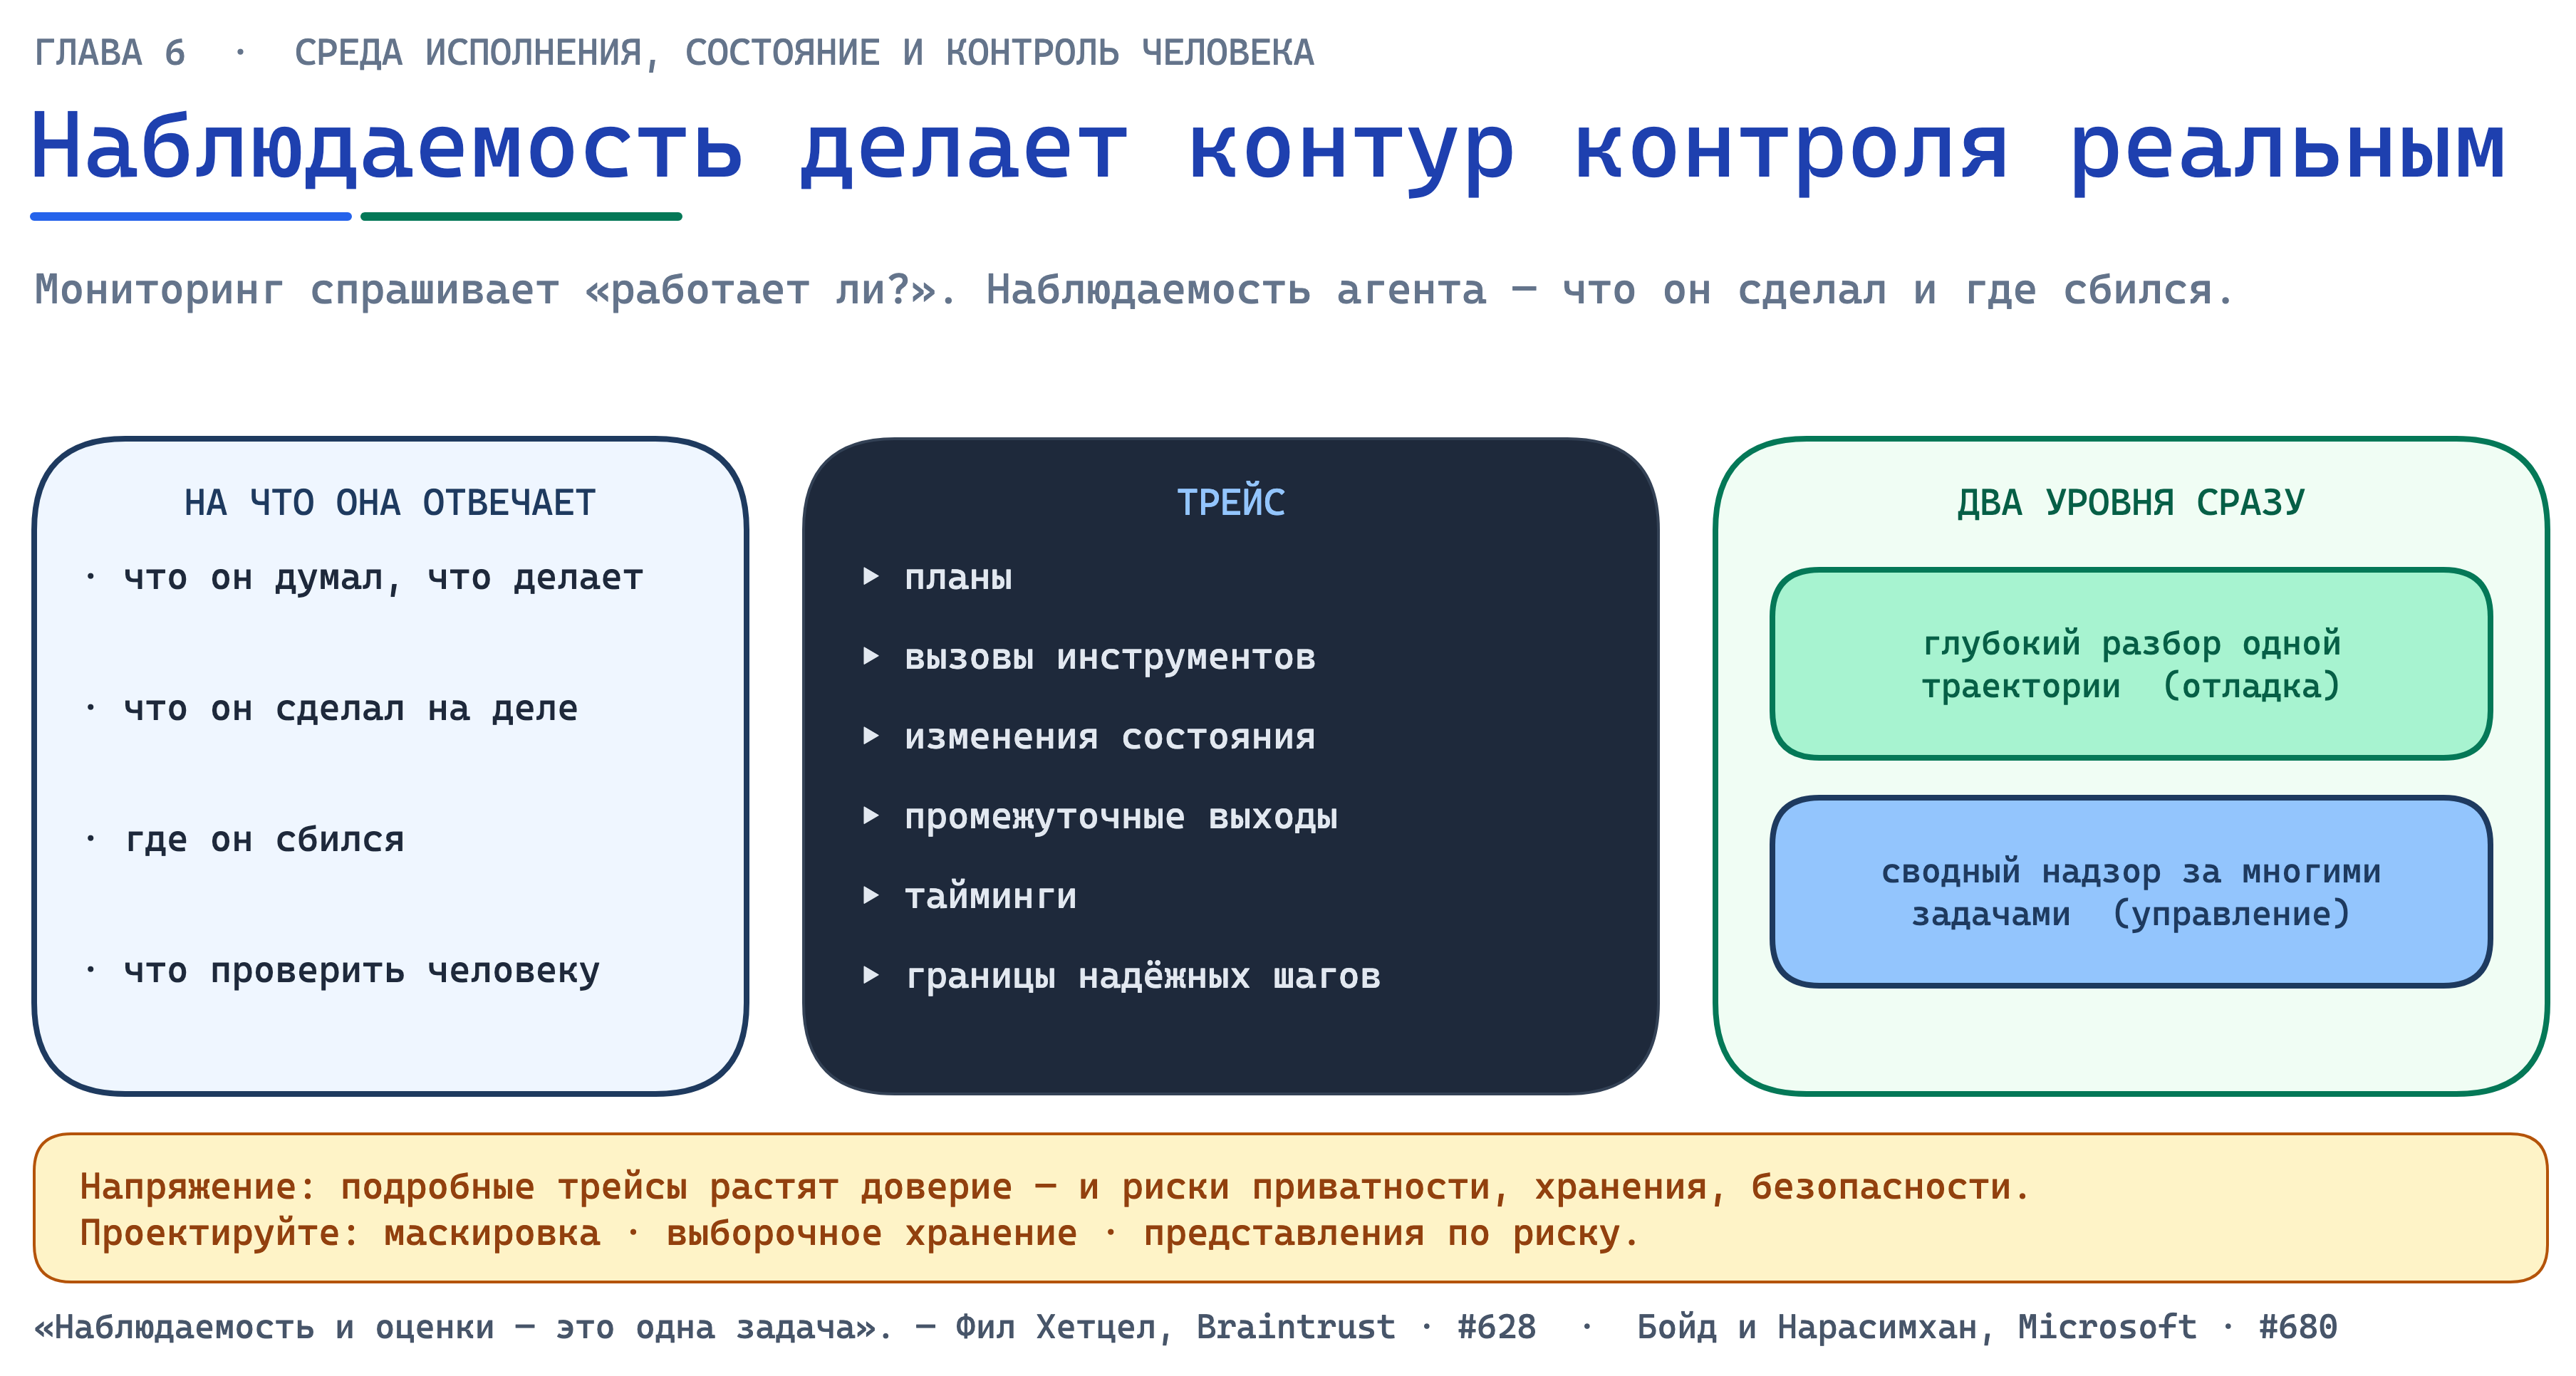 ГЛАВА 6 · СРЕДА ИСПОЛНЕНИЯ, СОСТОЯНИЕ И КОНТРОЛЬ ЧЕЛОВЕКА
Наблюдаемость делает контур контроля реальным
Мониторинг спрашивает «работает ли?». Наблюдаемость агента — что он сделал и где сбился.
НА ЧТО ОНА ОТВЕЧАЕТ
· что он думал, что делает
· что он сделал на деле
· где он сбился
· что проверить человеку
ТРЕЙС
▸ планы
▸ вызовы инструментов
▸ изменения состояния
▸ промежуточные выходы
▸ тайминги
▸ границы надёжных шагов
ДВА УРОВНЯ СРАЗУ
глубокий разбор одной
траектории (отладка)
сводный надзор за многими
задачами (управление)
Напряжение: подробные трейсы растят доверие — и риски приватности, хранения, безопасности.
Проектируйте: маскировка · выборочное хранение · представления по риску.
«Наблюдаемость и оценки — это одна задача». — Фил Хетцел, Braintrust · #628 · Бойд и Нарасимхан, Microsoft · #680